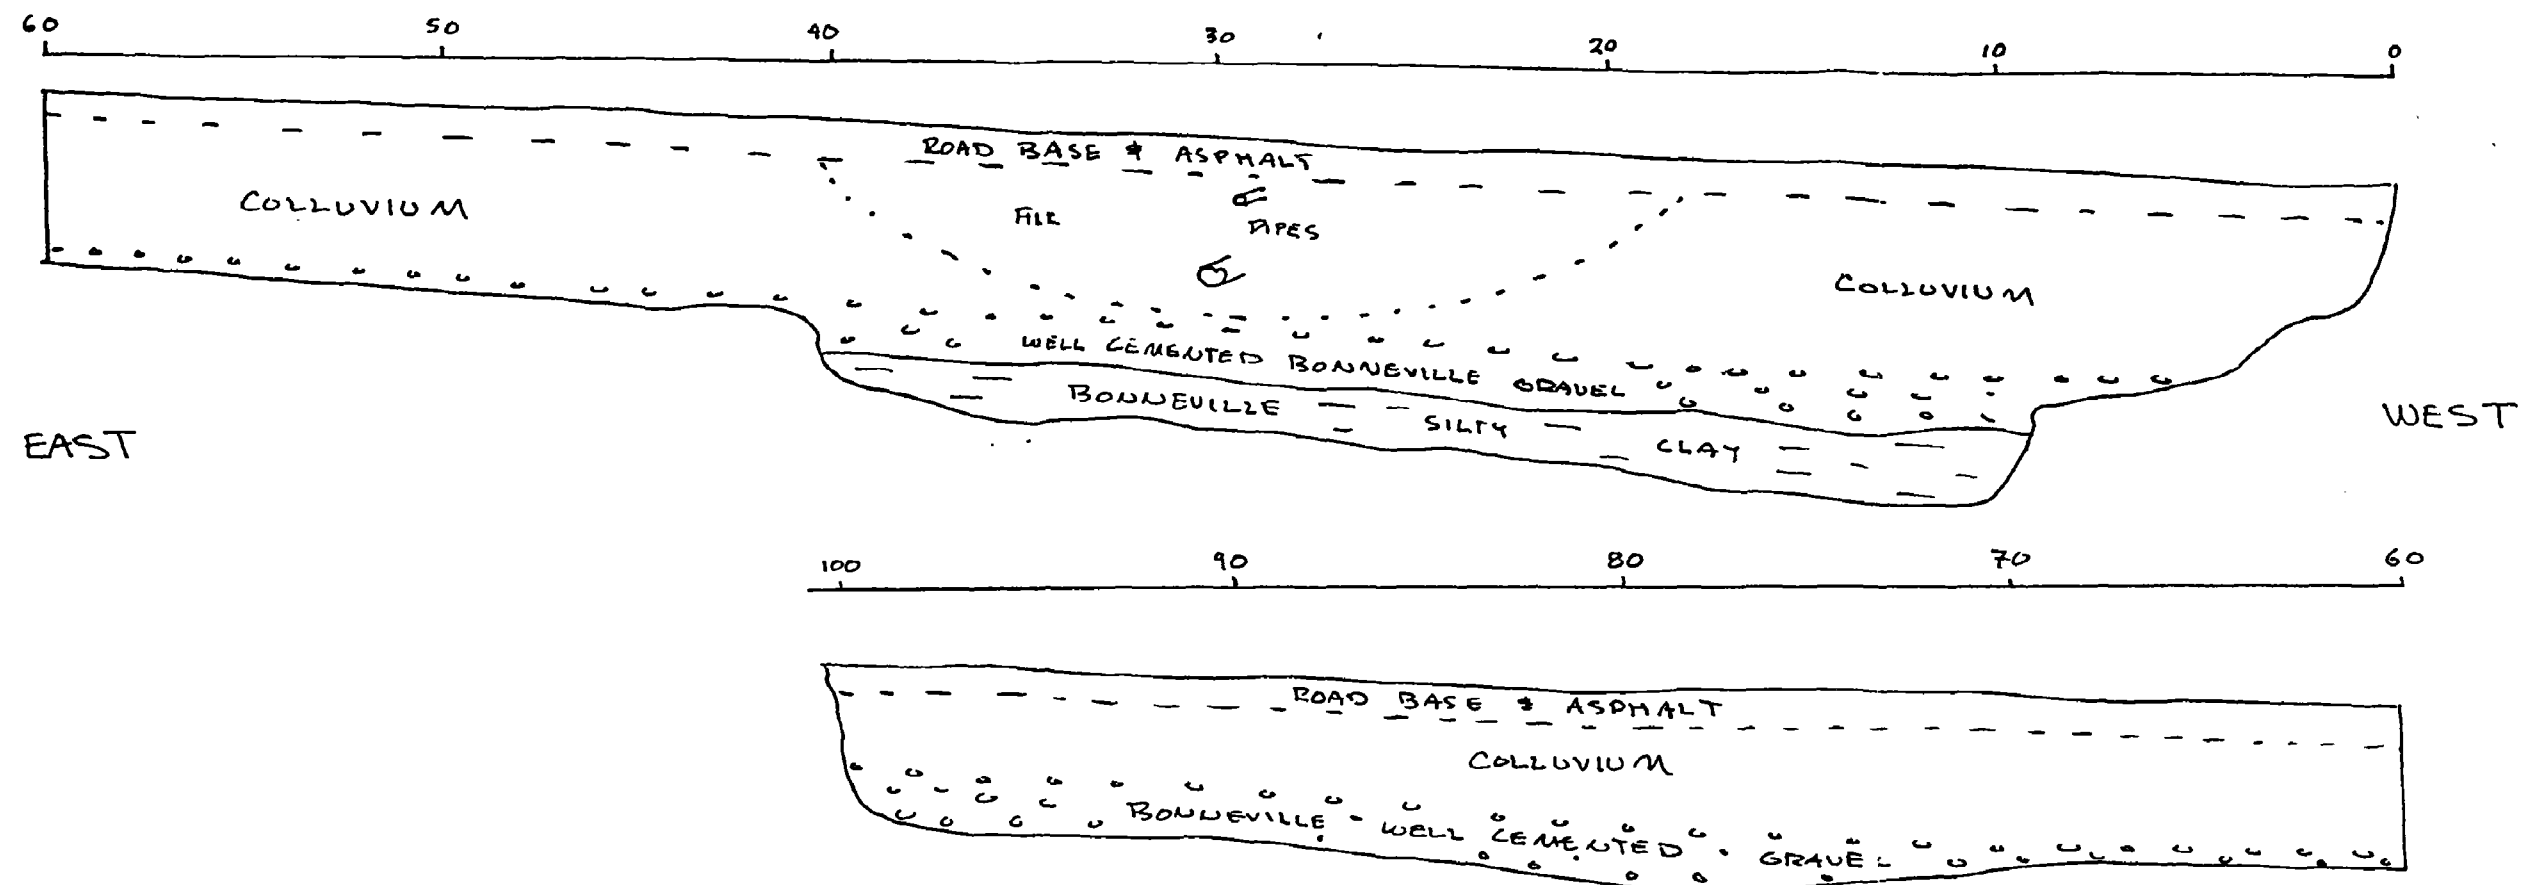 60 50 40 30 20 10 0
ROAD BASE & ASPHALT
COLLUVIUM
FILL
PIPES
COLLUVIUM
WELL CEMENTED BONNEVILLE GRAVEL
BONNEVILLE SILTY CLAY
EAST
WEST
100 90 80 70 60
ROAD BASE & ASPHALT
COLLUVIUM
BONNEVILLE - WELL CEMENTED GRAVEL